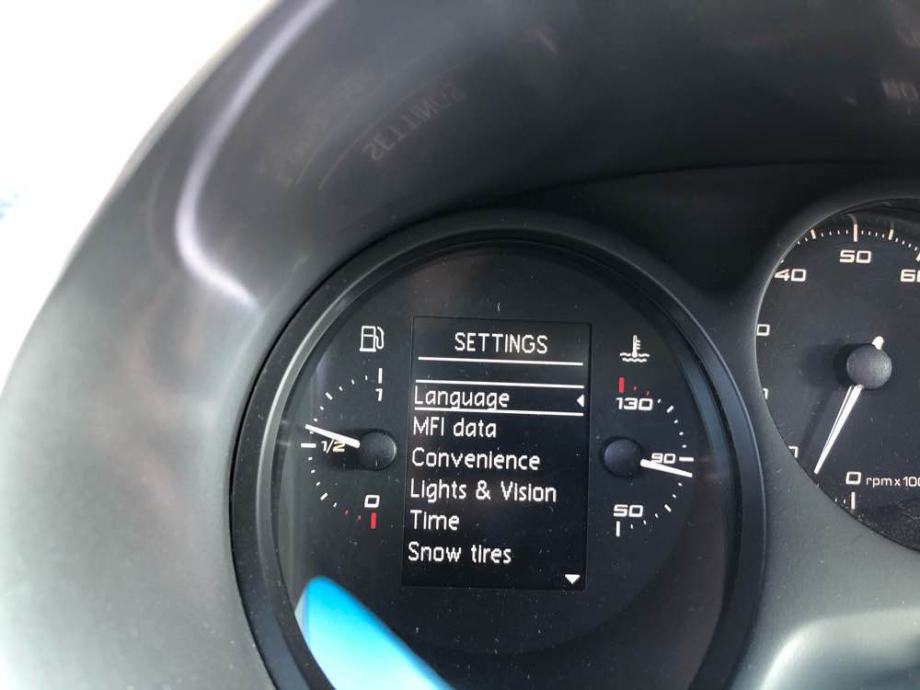 SETTINGS
Language
MFI data
Convenience
Lights & Vision
Time
Snow tires
1
1/2
0
130
90
50
40
50
0
rpm x 100